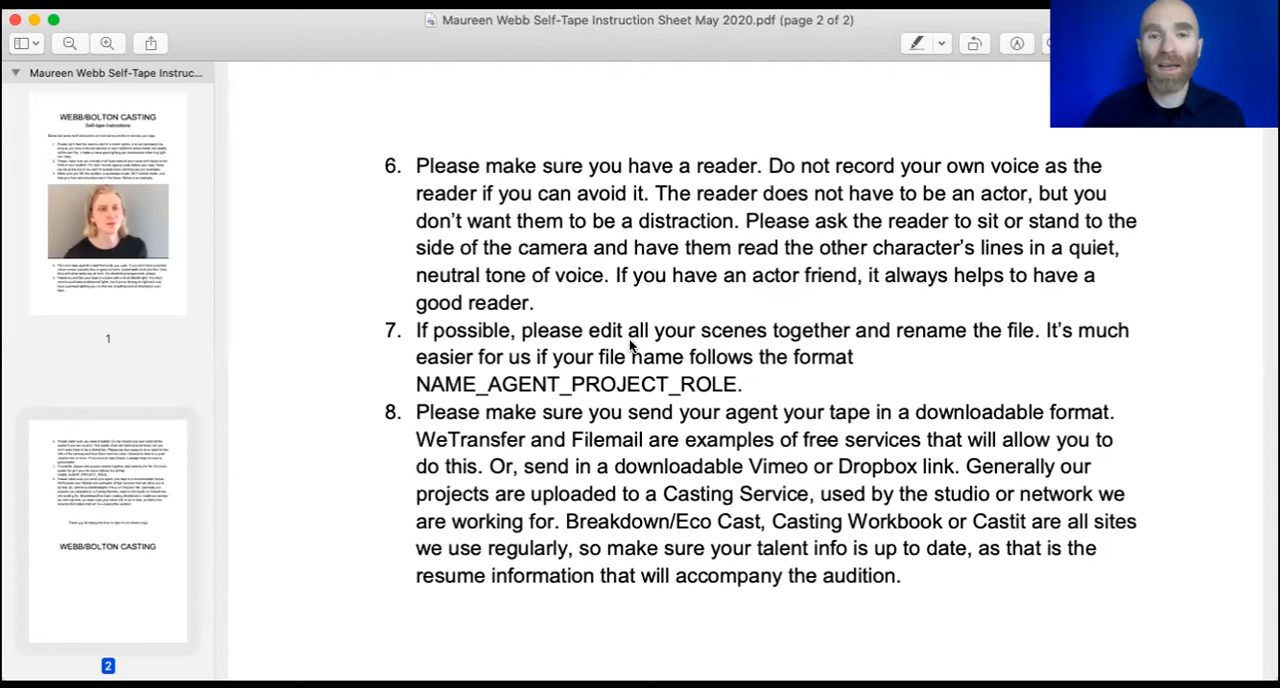 Maureen Webb Self-Tape Instruction Sheet May 2020.pdf (page 2 of 2)
Maureen Webb Self-Tape Instruc...
WEBB/BOLTON CASTING
1
WEBB/BOLTON CASTING
2
6. Please make sure you have a reader. Do not record your own voice as the
reader if you can avoid it. The reader does not have to be an actor, but you
don't want them to be a distraction. Please ask the reader to sit or stand to the
side of the camera and have them read the other character's lines in a quiet,
neutral tone of voice. If you have an actor friend, it always helps to have a
good reader.
7. If possible, please edit all your scenes together and rename the file. It's much
easier for us if your file name follows the format
NAME_AGENT_PROJECT_ROLE.
8. Please make sure you send your agent your tape in a downloadable format.
WeTransfer and Filemail are examples of free services that will allow you to
do this. Or, send in a downloadable Vimeo or Dropbox link. Generally our
projects are uploaded to a Casting Service, used by the studio or network we
are working for. Breakdown/Eco Cast, Casting Workbook or Castit are all sites
we use regularly, so make sure your talent info is up to date, as that is the
resume information that will accompany the audition.